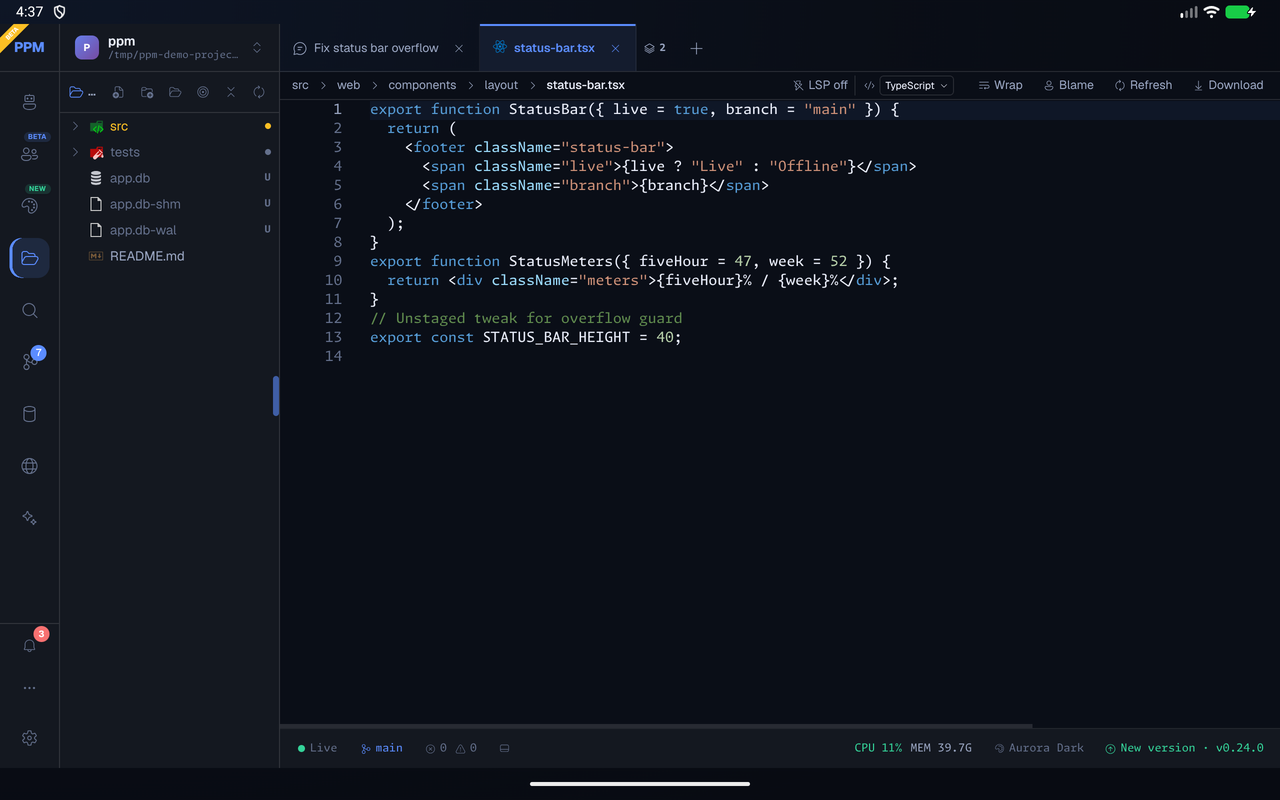 4:37
BETA
PPM
P
ppm
/tmp/ppm-demo-projec…
Fix status bar overflow
status-bar.tsx
2
src
web
components
layout
status-bar.tsx
LSP off
TypeScript
Wrap
Blame
Refresh
Download
...
src
tests
app.db U
app.db-shm U
app.db-wal U
README.md
BETA
NEW
7
3
1 export function StatusBar({ live = true, branch = "main" }) {
2 return (
3 <footer className="status-bar">
4 <span className="live">{live ? "Live" : "Offline"}</span>
5 <span className="branch">{branch}</span>
6 </footer>
7 );
8 }
9 export function StatusMeters({ fiveHour = 47, week = 52 }) {
10 return <div className="meters">{fiveHour}% / {week}%</div>;
11 }
12 // Unstaged tweak for overflow guard
13 export const STATUS_BAR_HEIGHT = 40;
14
Live
main
0
0
CPU 11% MEM 39.7G
Aurora Dark
New version · v0.24.0